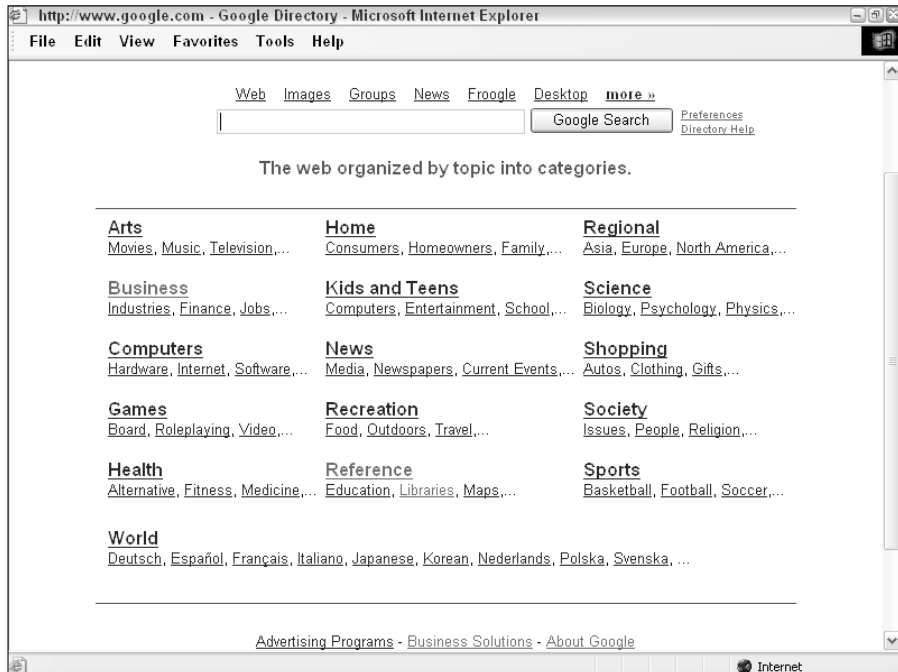 http://www.google.com - Google Directory - Microsoft Internet Explorer
File Edit View Favorites Tools Help
Web Images Groups News Froogle Desktop more »
Google Search
Preferences
Directory Help
The web organized by topic into categories.
Arts
Movies, Music, Television,...
Home
Consumers, Homeowners, Family,...
Regional
Asia, Europe, North America,...
Business
Industries, Finance, Jobs,...
Kids and Teens
Computers, Entertainment, School,...
Science
Biology, Psychology, Physics,...
Computers
Hardware, Internet, Software,...
News
Media, Newspapers, Current Events,...
Shopping
Autos, Clothing, Gifts,...
Games
Board, Roleplaying, Video,...
Recreation
Food, Outdoors, Travel,...
Society
Issues, People, Religion,...
Health
Alternative, Fitness, Medicine,...
Reference
Education, Libraries, Maps,...
Sports
Basketball, Football, Soccer,...
World
Deutsch, Español, Français, Italiano, Japanese, Korean, Nederlands, Polska, Svenska, ...
Advertising Programs - Business Solutions - About Google
Internet